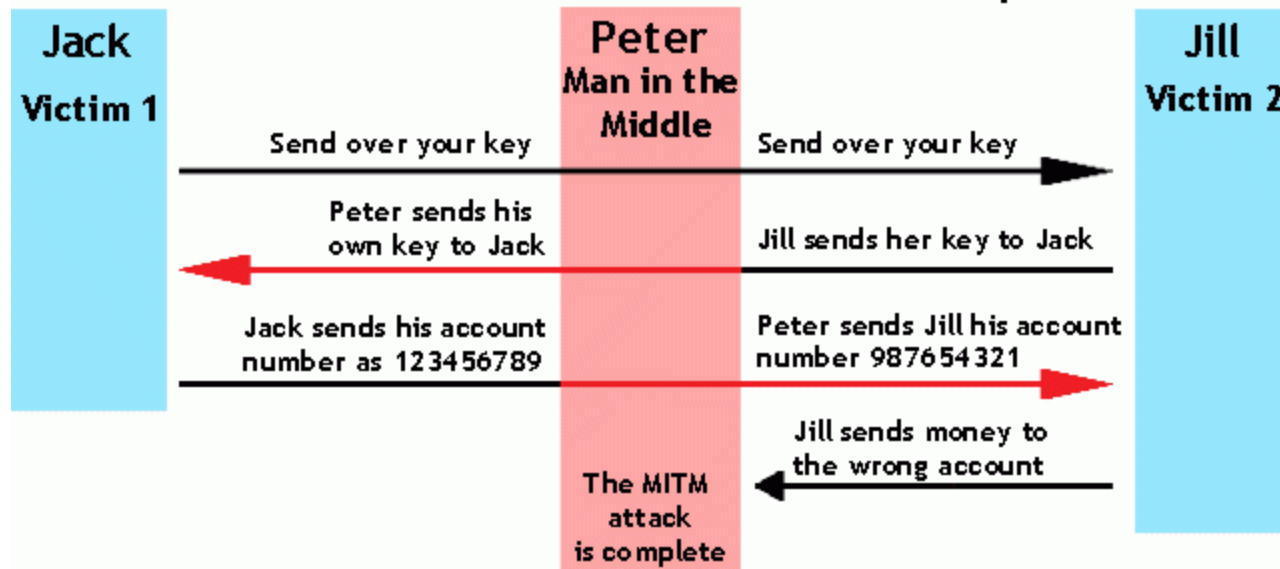 Jack
Victim 1
Peter
Man in the
Middle
Jill
Victim 2
Send over your key
Send over your key
Peter sends his
own key to Jack
Jill sends her key to Jack
Jack sends his account
number as 123456789
Peter sends Jill his account
number 987654321
Jill sends money to
the wrong account
The MITM
attack
is complete